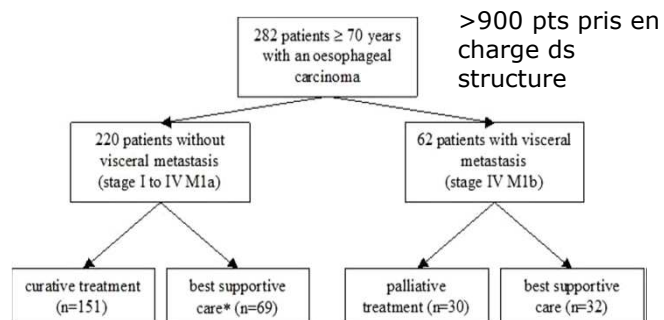 282 patients ≥ 70 years
with an oesophageal
carcinoma
>900 pts pris en
charge ds
structure
220 patients without
visceral metastasis
(stage I to IV M1a)
62 patients with visceral
metastasis
(stage IV M1b)
curative treatment
(n=151)
best supportive
care* (n=69)
palliative
treatment (n=30)
best supportive
care (n=32)